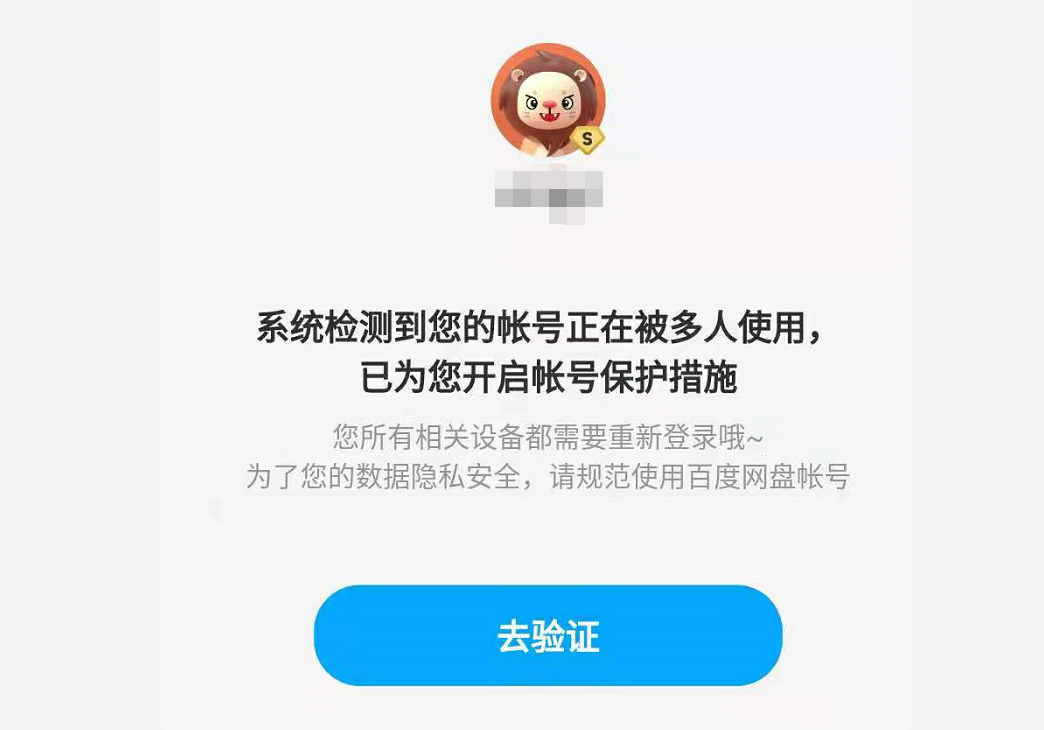 S
系统检测到您的帐号正在被多人使用，
已为您开启帐号保护措施
您所有相关设备都需要重新登录哦~
为了您的数据隐私安全，请规范使用百度网盘帐号
去验证